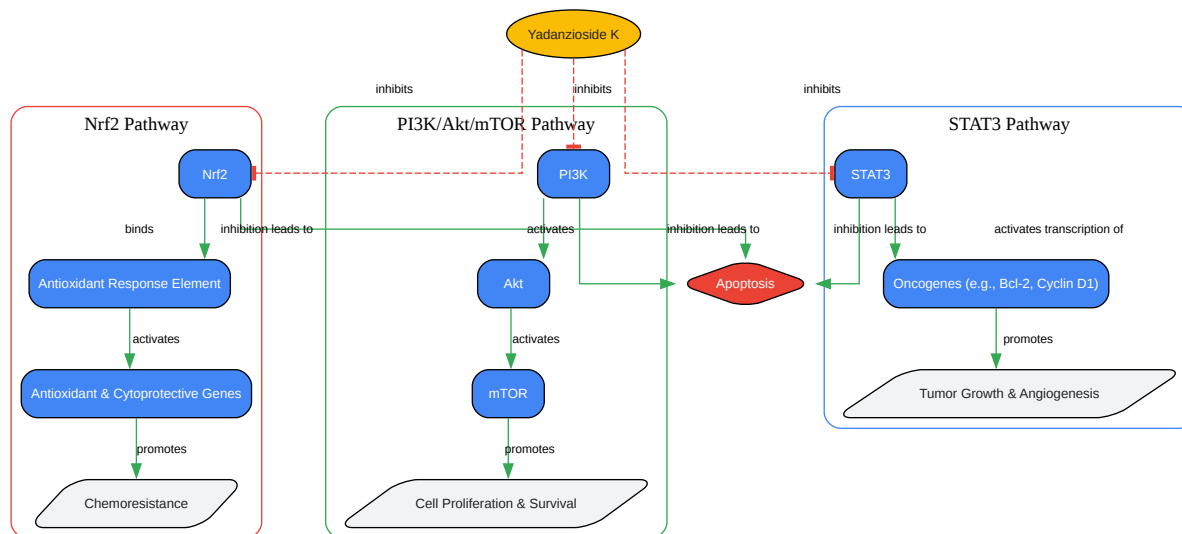 Yadanzioside K
inhibits
inhibits
inhibits
Nrf2 Pathway
PI3K/Akt/mTOR Pathway
STAT3 Pathway
Nrf2
PI3K
STAT3
binds
inhibition leads to
activates
inhibition leads to
inhibition leads to
activates transcription of
Antioxidant Response Element
Akt
Apoptosis
Oncogenes (e.g., Bcl-2, Cyclin D1)
activates
activates
promotes
Antioxidant & Cytoprotective Genes
mTOR
Tumor Growth & Angiogenesis
promotes
promotes
Chemoresistance
Cell Proliferation & Survival